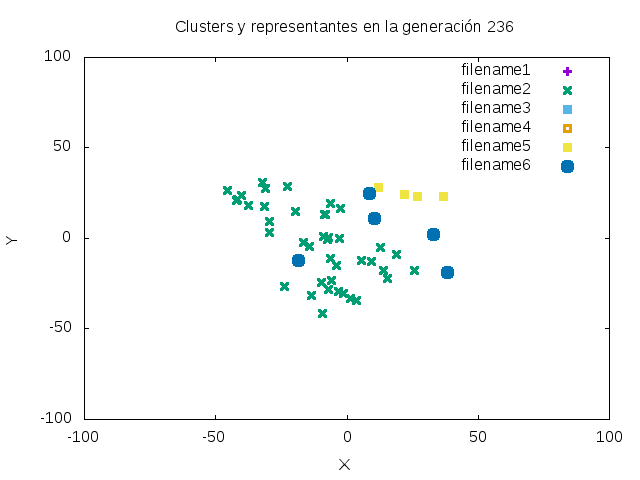 Clusters y representantes en la generación 236
100
50
0
-50
-100
-100
-50
0
50
100
Y
X
filename1
filename2
filename3
filename4
filename5
filename6